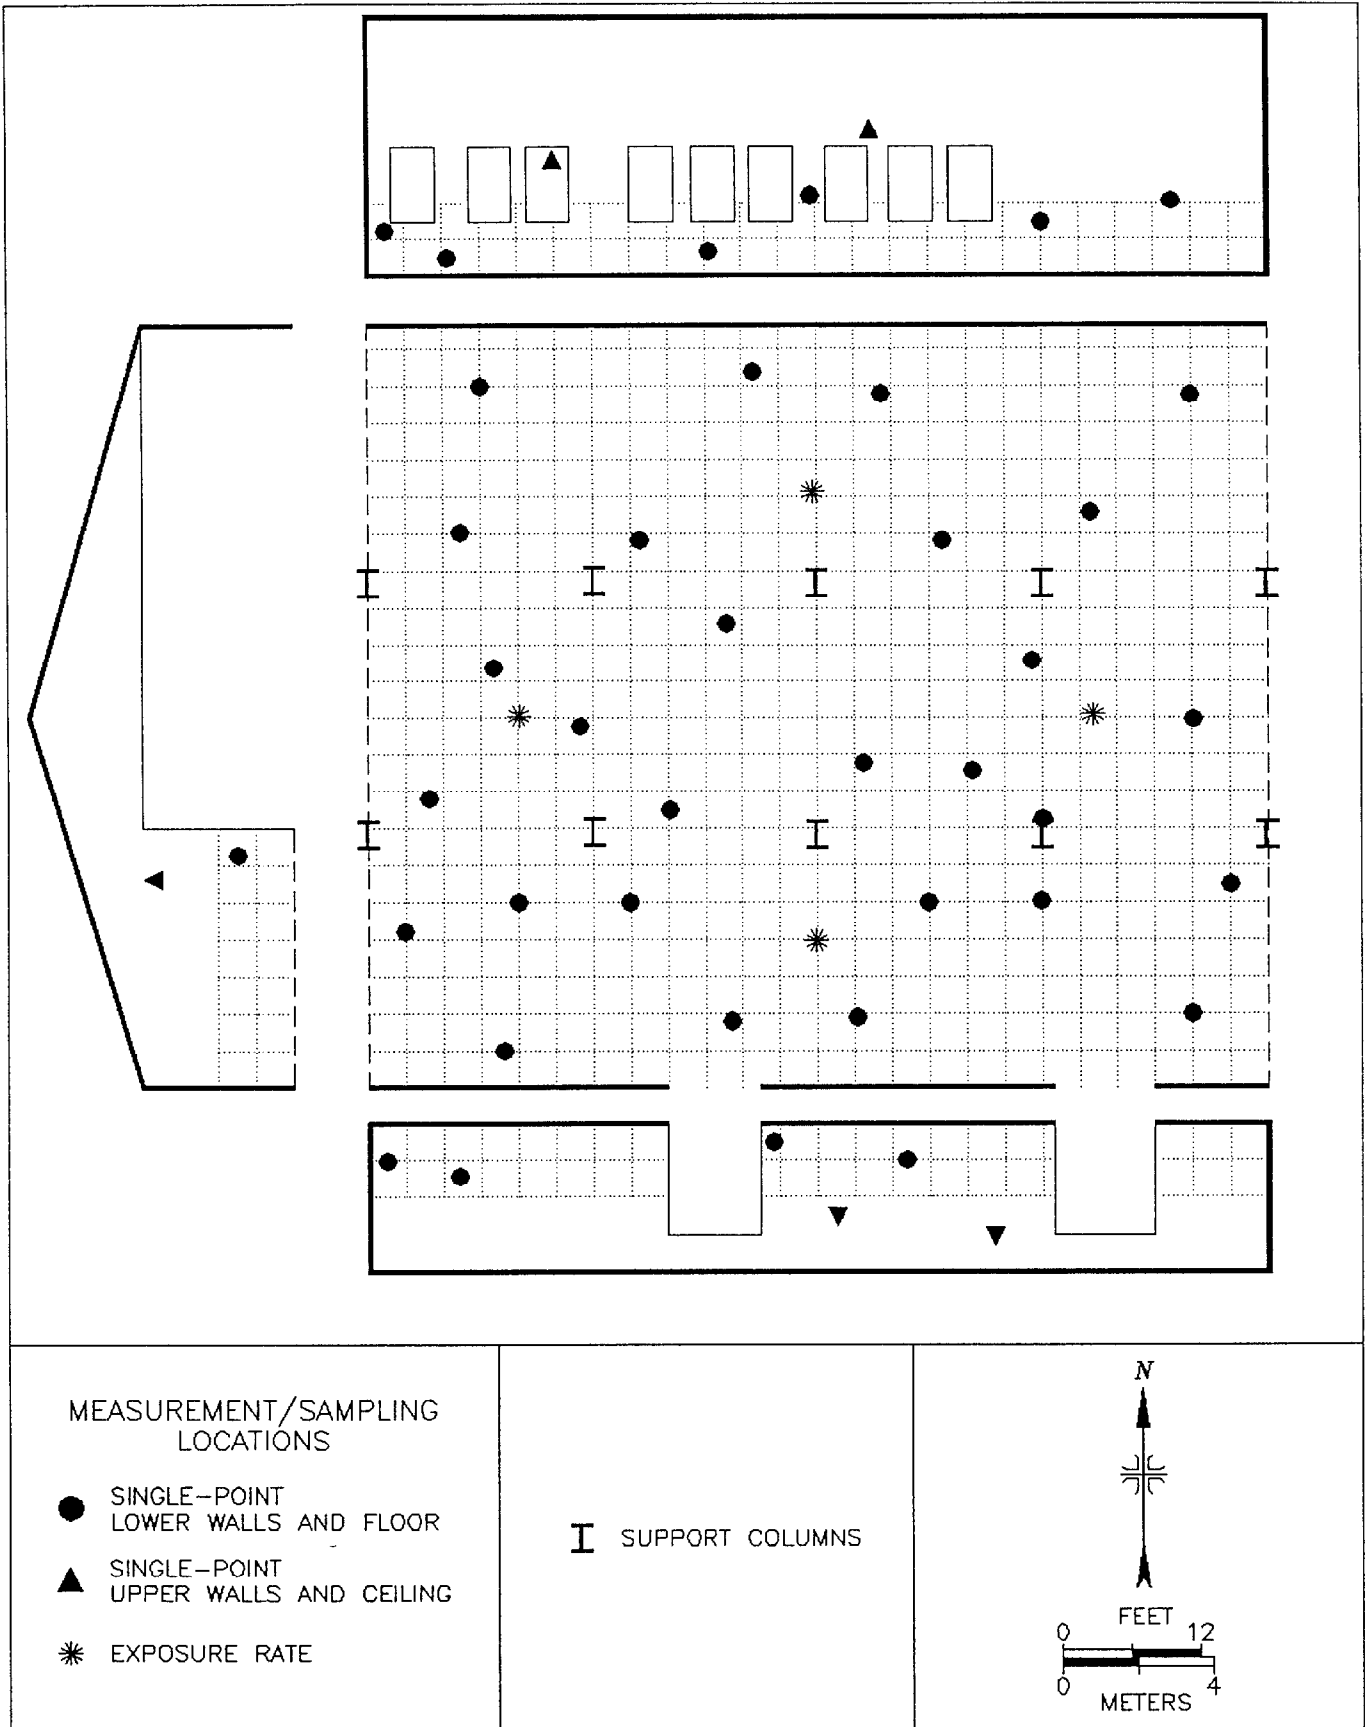 MEASUREMENT/SAMPLING
LOCATIONS
SINGLE-POINT
LOWER WALLS AND FLOOR
SINGLE-POINT
UPPER WALLS AND CEILING
EXPOSURE RATE
SUPPORT COLUMNS
N
FEET
0 12
0 4
METERS